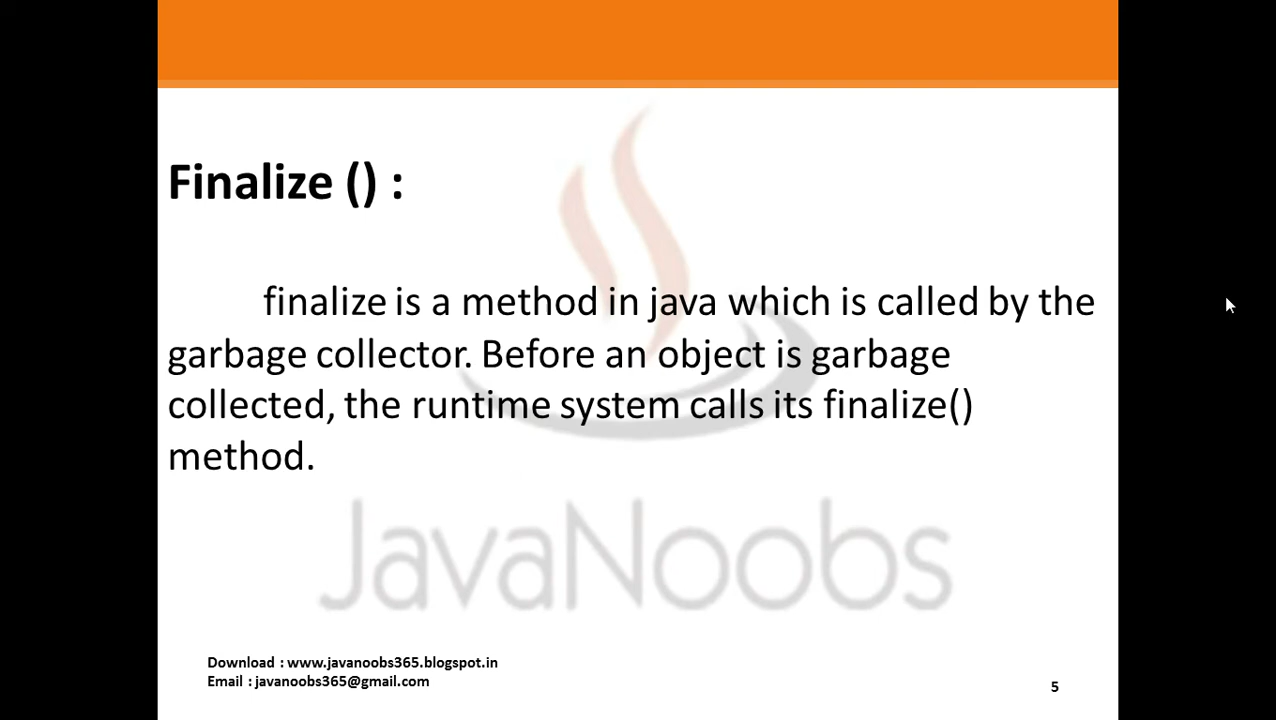 Finalize () :
finalize is a method in java which is called by the
garbage collector. Before an object is garbage
collected, the runtime system calls its finalize()
method.
JavaNoobs
Download : www.javanoobs365.blogspot.in
Email : javanoobs365@gmail.com
5